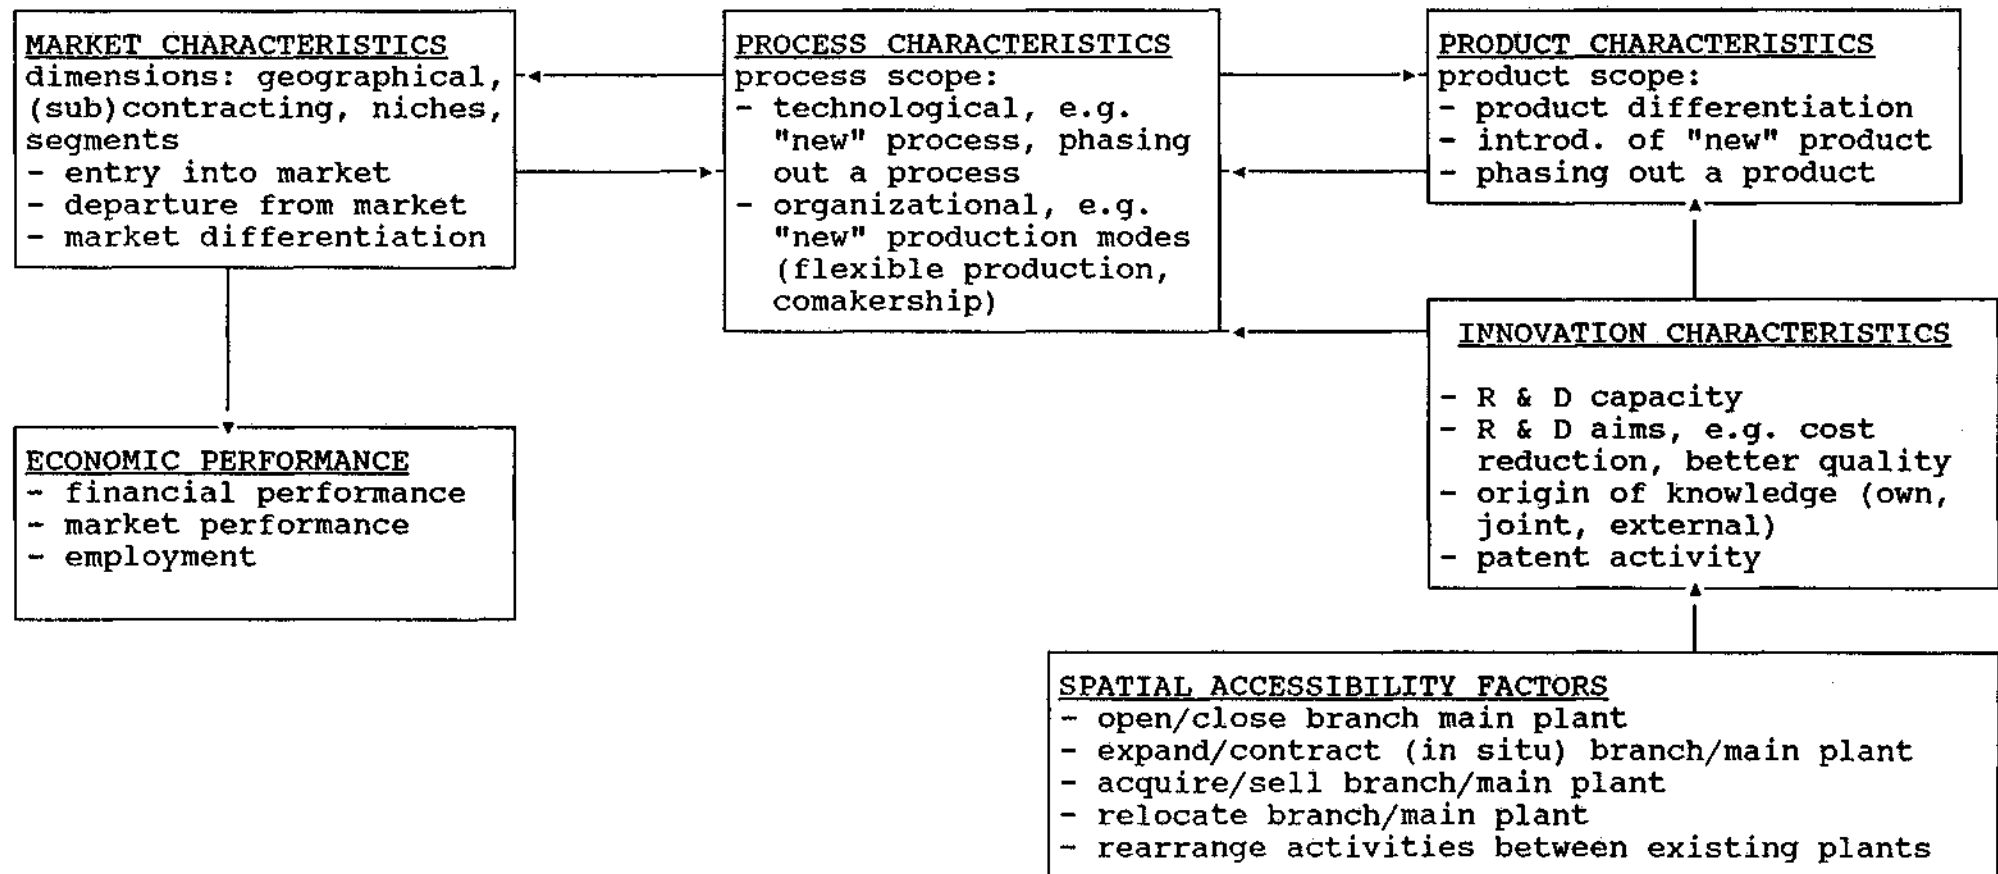 MARKET CHARACTERISTICS
dimensions: geographical,
(sub)contracting, niches,
segments
- entry into market
- departure from market
- market differentiation
PROCESS CHARACTERISTICS
process scope:
- technological, e.g.
"new" process, phasing
out a process
- organizational, e.g.
"new" production modes
(flexible production,
comakership)
PRODUCT CHARACTERISTICS
product scope:
- product differentiation
- introd. of "new" product
- phasing out a product
INNOVATION CHARACTERISTICS
- R & D capacity
- R & D aims, e.g. cost
reduction, better quality
- origin of knowledge (own,
joint, external)
- patent activity
ECONOMIC PERFORMANCE
- financial performance
- market performance
- employment
SPATIAL ACCESSIBILITY FACTORS
- open/close branch main plant
- expand/contract (in situ) branch/main plant
- acquire/sell branch/main plant
- relocate branch/main plant
- rearrange activities between existing plants